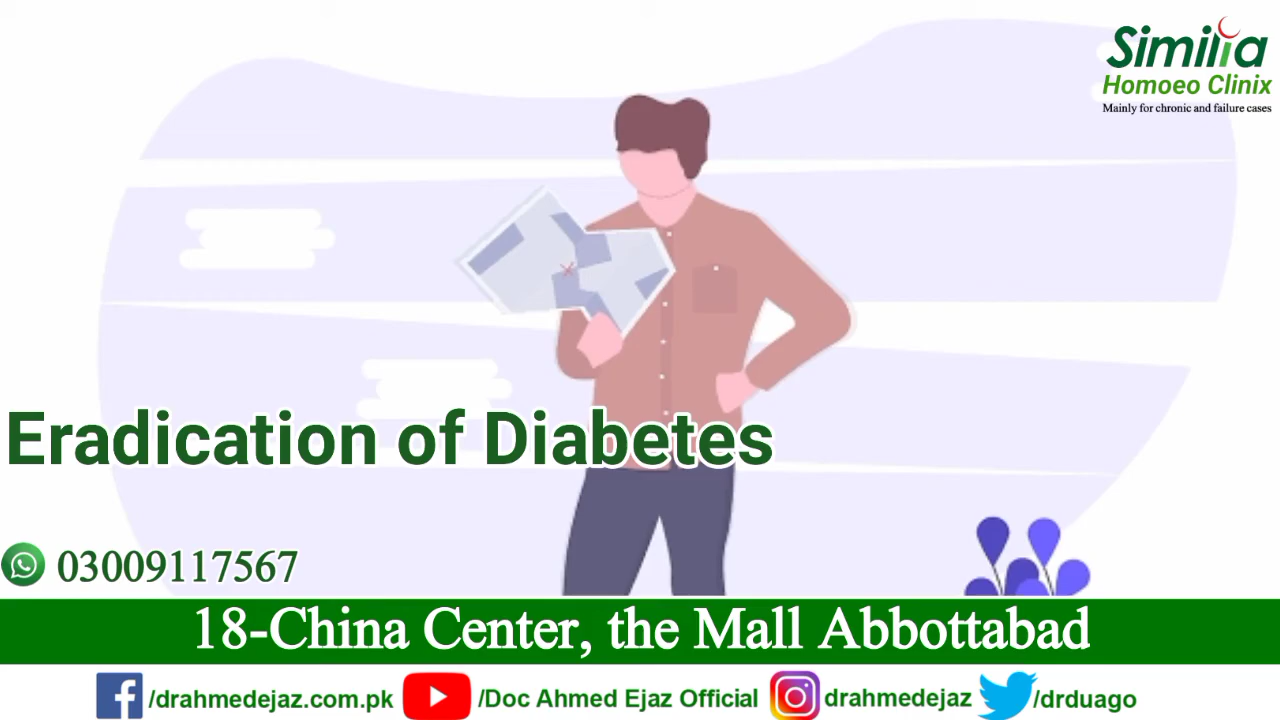 Similia
Homoeo Clinix
Mainly for chronic and failure cases
Eradication of Diabetes
03009117567
18-China Center, the Mall Abbottabad
/drahmedejaz.com.pk /Doc Ahmed Ejaz Official drahmedejaz /drduago